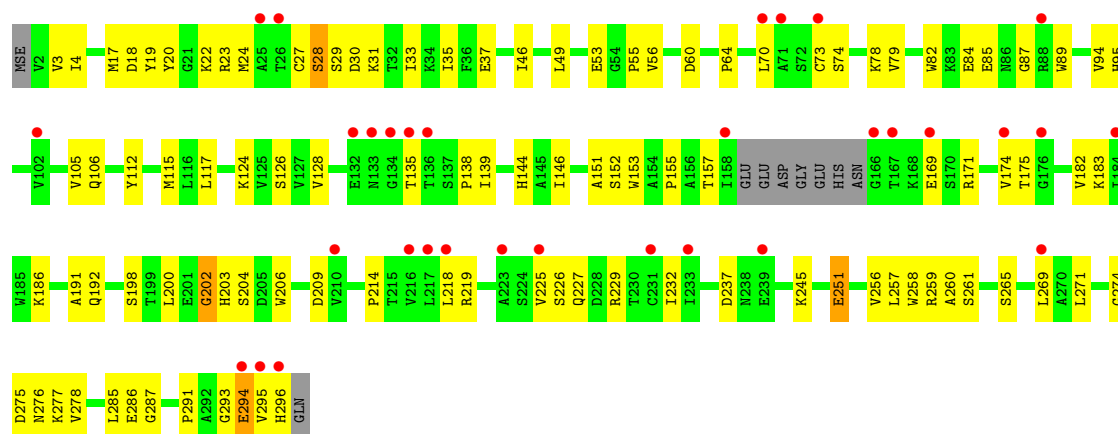 MSE V2 V3 I4 M17 D18 Y19 Y20 G21 K22 R23 M24 A25 T26 C27 S28 S29 D30 K31 T32 I33 K34 I35 F36 E37 I46 L49 E53 G54 P55 V56 D60 P64 L70 A71 S72 C73 S74 K78 V79 W82 K83 E84 E85 N86 G87 R88 W89 V94 H95
V102 V105 Q106 Y112 M115 L116 L117 K124 V125 S126 V127 V128 E132 N133 G134 T135 T136 S137 P138 I139 H144 A145 I146 A151 S152 W153 A154 P155 A156 T157 I158 GLU GLU ASP GLY GLU HIS ASN G166 T167 K168 E169 S170 R171 V174 T175 G176 V182 K183 I184
W185 K186 A191 Q192 S198 T199 L200 E201 G202 H203 S204 D205 W206 D209 V210 P214 T215 V216 L217 L218 R219 A223 S224 V225 S226 Q227 D228 R229 T230 C231 I232 I233 D237 N238 E239 K245 E251 V256 L257 W258 R259 A260 S261 S265 L269 A270 L271 G274
D275 N276 K277 V278 L285 E286 G287 P291 A292 G293 E294 V295 H296 GLN